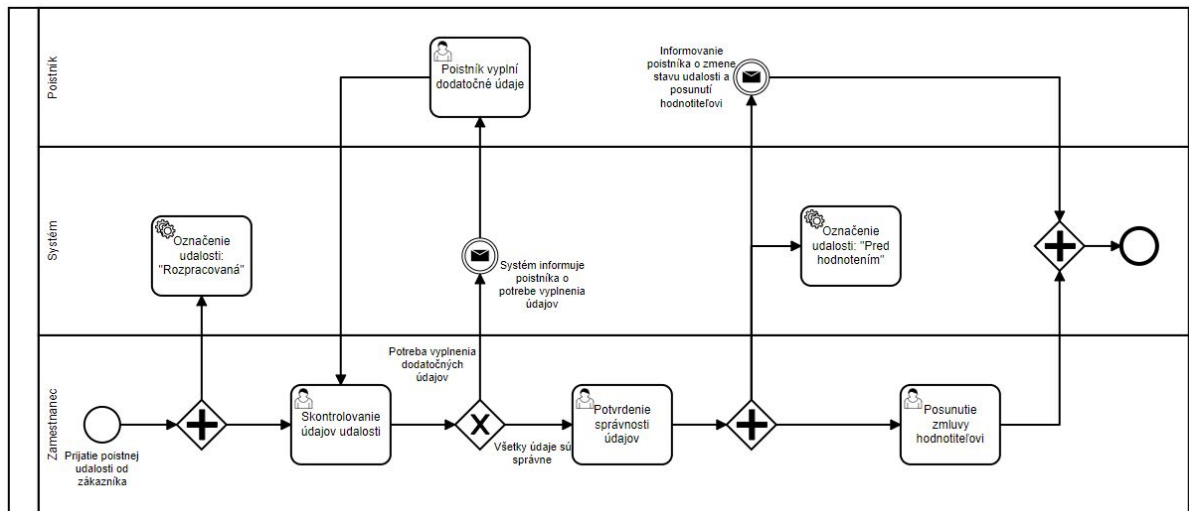 Poistník
Poistník vyplní
dodatočné údaje
Informovanie
poistníka o zmene
stavu udalosti a
posunutí
hodnotiteľovi
Systém
Označenie
udalosti:
"Rozpracovaná"
Systém informuje
poistníka o
potrebe vyplnenia
údajov
Označenie
udalosti: "Pred
hodnotením"
Zamestnanec
Prijatie poistnej
udalosti od
zákazníka
Skontrolovanie
údajov udalosti
Potreba vyplnenia
dodatočných
údajov
Všetky údaje sú
správne
Potvrdenie
správnosti
údajov
Posunutie
zmluvy
hodnotiteľovi